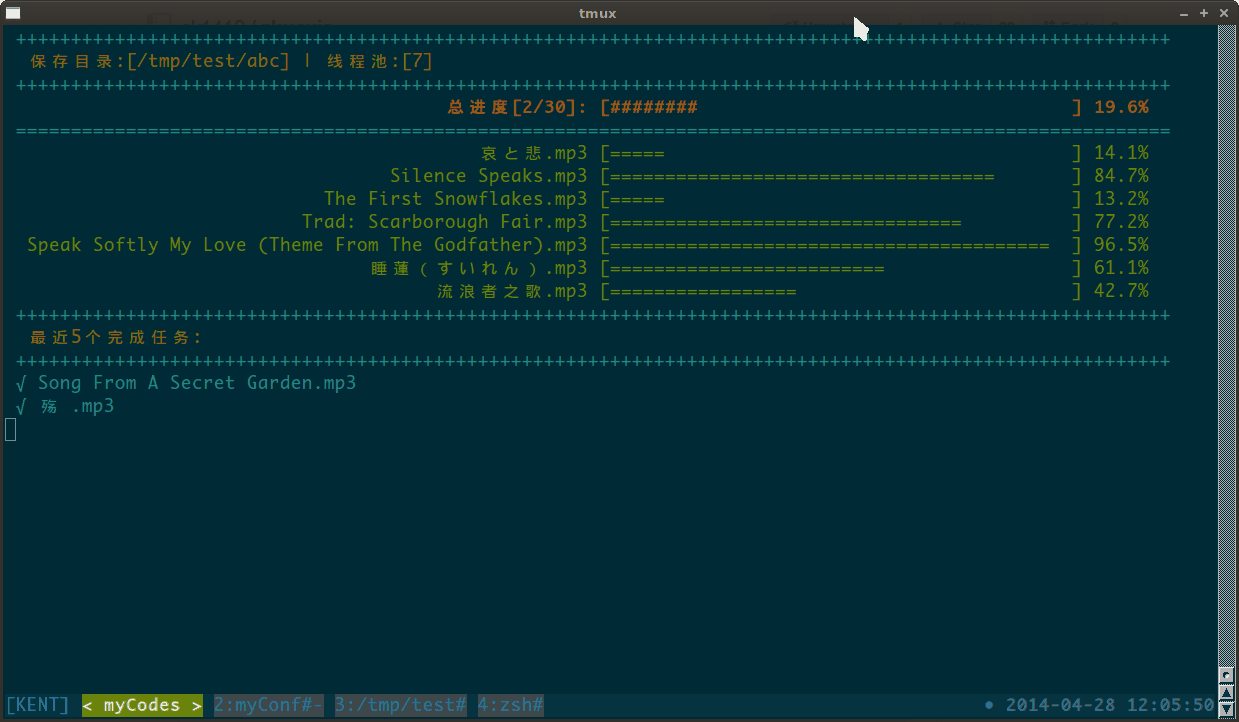 tmux
++++++++++++++++++++++++++++++++++++++++++++++++++++++++++++++++++++++++++++++++++++++++++++++++++++++++++
保存目录:[/tmp/test/abc] | 线程池:[7]
++++++++++++++++++++++++++++++++++++++++++++++++++++++++++++++++++++++++++++++++++++++++++++++++++++++++++
总进度[2/30]: [########                                  ] 19.6%
==========================================================================================================
哀と悲.mp3 [=====                                     ] 14.1%
Silence Speaks.mp3 [===================================       ] 84.7%
The First Snowflakes.mp3 [=====                                     ] 13.2%
Trad: Scarborough Fair.mp3 [================================          ] 77.2%
Speak Softly My Love (Theme From The Godfather).mp3 [========================================  ] 96.5%
睡蓮（すいれん）.mp3 [=========================                 ] 61.1%
流浪者之歌.mp3 [=================                         ] 42.7%
++++++++++++++++++++++++++++++++++++++++++++++++++++++++++++++++++++++++++++++++++++++++++++++++++++++++++
最近5个完成任务:
++++++++++++++++++++++++++++++++++++++++++++++++++++++++++++++++++++++++++++++++++++++++++++++++++++++++++
√ Song From A Secret Garden.mp3
√ 殇 .mp3
[KENT] < myCodes > 2:myConf#- 3:/tmp/test# 4:zsh# • 2014-04-28 12:05:50